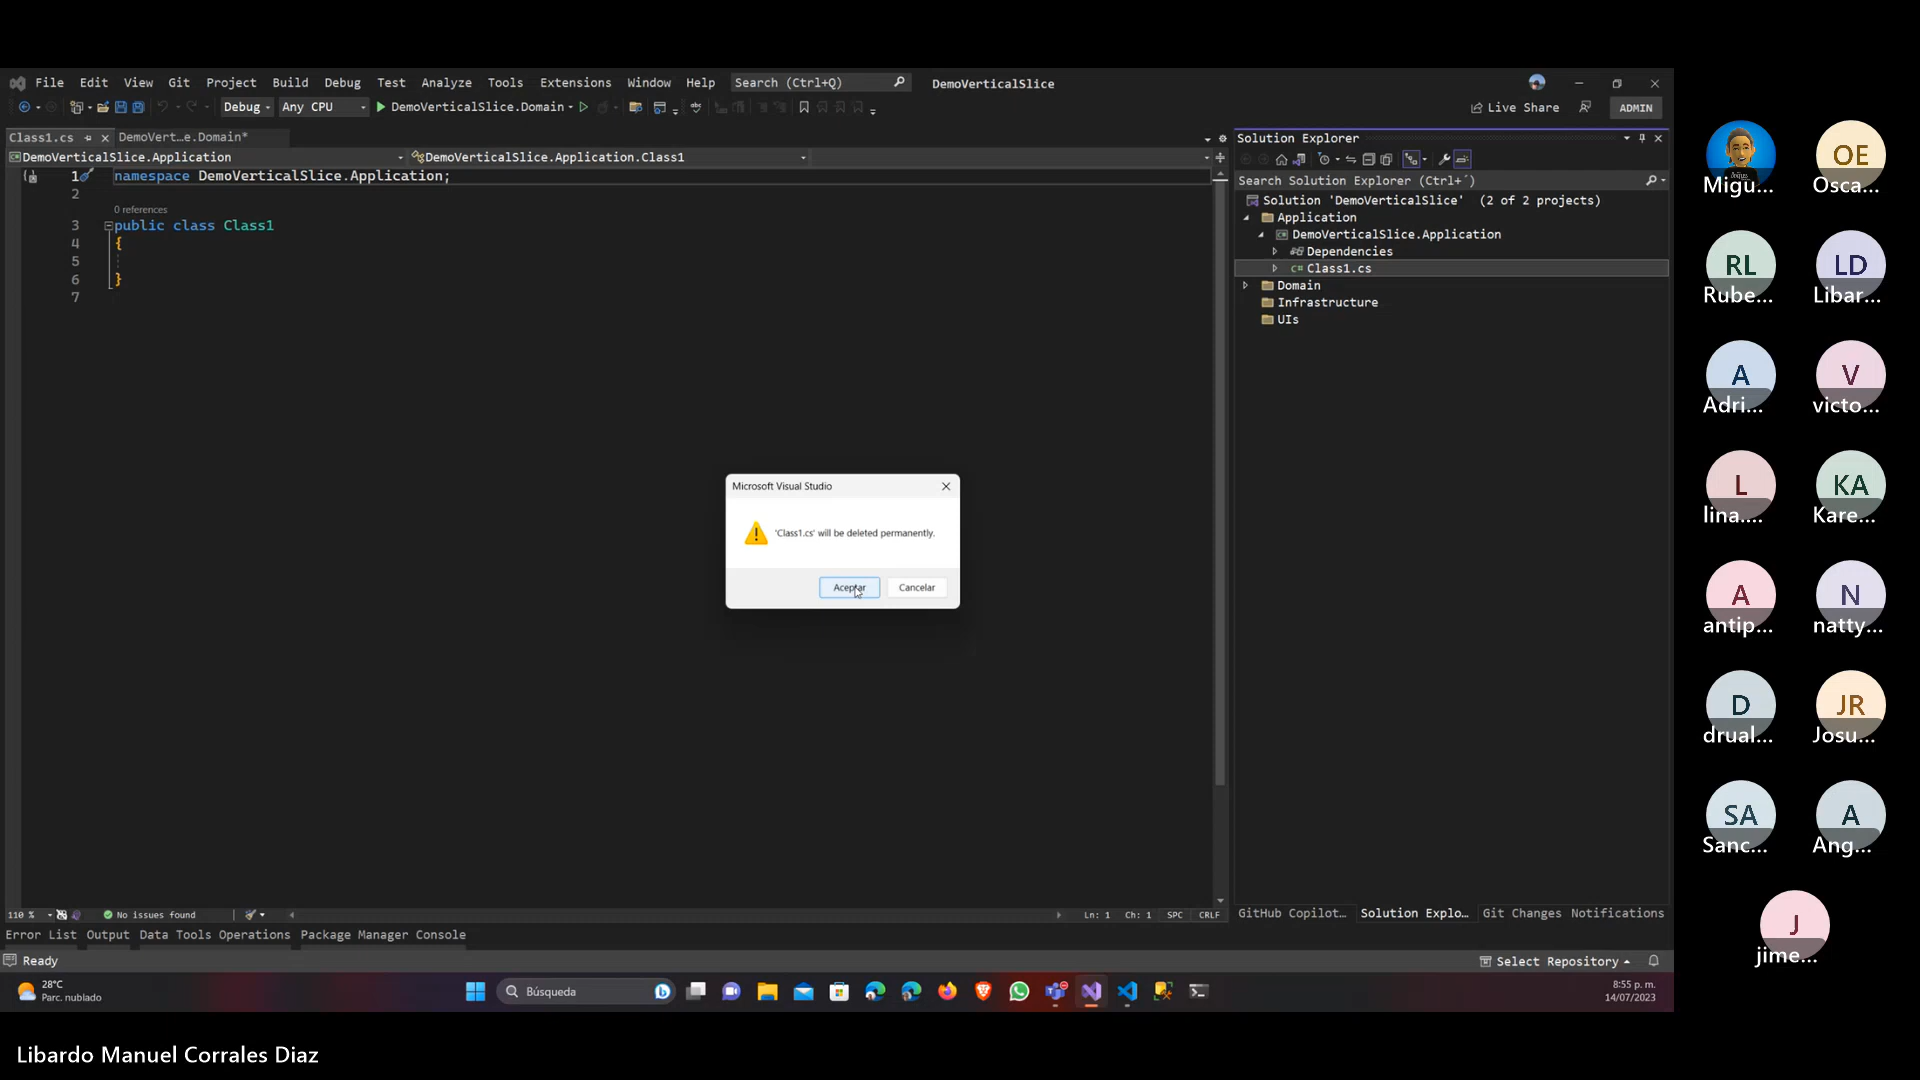 File Edit View Git Project Build Debug Test Analyze Tools Extensions Window Help Search (Ctrl+Q) DemoVerticalSlice
Debug Any CPU DemoVerticalSlice.Domain Live Share ADMIN
Class1.cs DemoVert...e.Domain*
DemoVerticalSlice.Application DemoVerticalSlice.Application.Class1
1 namespace DemoVerticalSlice.Application;
2
0 references
3 public class Class1
4 {
5
6 }
7
Solution Explorer
Search Solution Explorer (Ctrl+´)
Solution 'DemoVerticalSlice' (2 of 2 projects)
Application
DemoVerticalSlice.Application
Dependencies
C# Class1.cs
Domain
Infrastructure
UIs
Microsoft Visual Studio
'Class1.cs' will be deleted permanently.
Aceptar Cancelar
110 % No issues found Ln: 1 Ch: 1 SPC CRLF
GitHub Copilot... Solution Explo... Git Changes Notifications
Error List Output Data Tools Operations Package Manager Console
Ready Select Repository
28°C
Parc. nublado
Búsqueda
8:55 p. m.
14/07/2023
Migu...
OE
Osca...
RL
Rube...
LD
Libar...
A
Adri...
V
victo...
L
lina....
KA
Kare...
A
antip...
N
natty...
D
drual...
JR
Josu...
SA
Sanc...
A
Ang...
J
jime...
Libardo Manuel Corrales Diaz